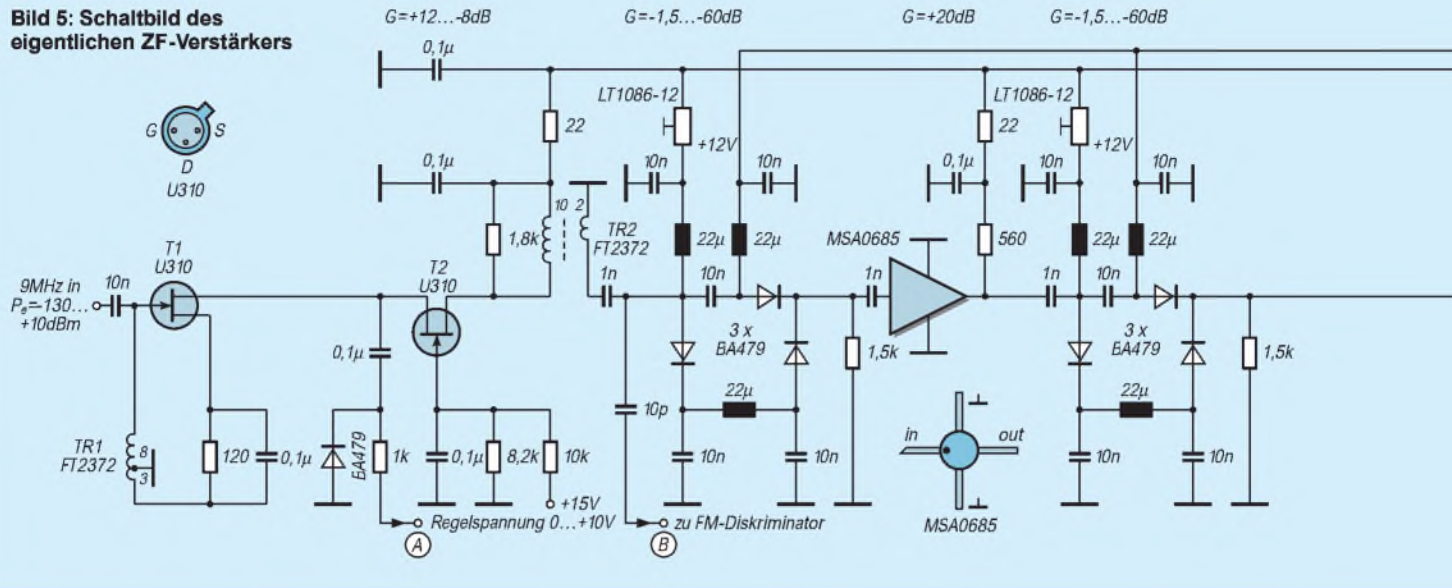 Bild 5: Schaltbild des
eigentlichen ZF-Verstärkers
G=+12...-8dB
G=-1,5...-60dB
G=+20dB
G=-1,5...-60dB
0,1µ
LT1086-12
LT1086-12
22
+12V
22
+12V
G
S
D
U310
0,1µ
10n
10n
0,1µ
10n
10n
10 2
1,8k
TR2
FT2372
22µ
22µ
MSA0685
560
22µ
22µ
T1
U310
T2
U310
9MHz in
Pe=-130...
+10dBm
10n
1n
10n
1n
1n
10n
0,1µ
3 x
BA479
1,5k
3 x
BA479
1,5k
22µ
22µ
10p
TR1
FT2372
8
3
120
0,1µ
BA479
1k
0,1µ
8,2k
10k
10n
10n
in
out
10n
10n
+15V
A
Regelspannung 0...+10V
B
zu FM-Diskriminator
MSA0685